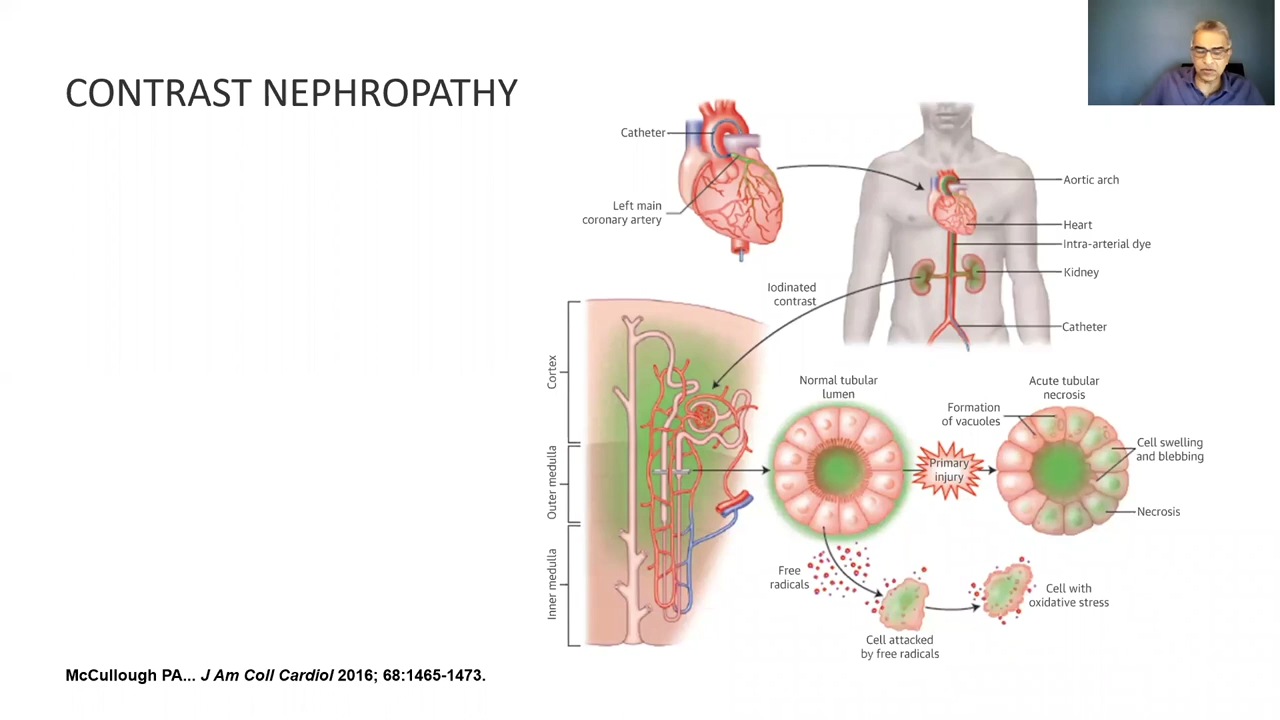 CONTRAST NEPHROPATHY
Catheter
Left main
coronary artery
Aortic arch
Heart
Intra-arterial dye
Kidney
Catheter
Iodinated
contrast
Cortex
Outer medulla
Inner medulla
Normal tubular
lumen
Primary
injury
Acute tubular
necrosis
Formation
of vacuoles
Cell swelling
and blebbing
Necrosis
Free
radicals
Cell attacked
by free radicals
Cell with
oxidative stress
McCullough PA... J Am Coll Cardiol 2016; 68:1465-1473.